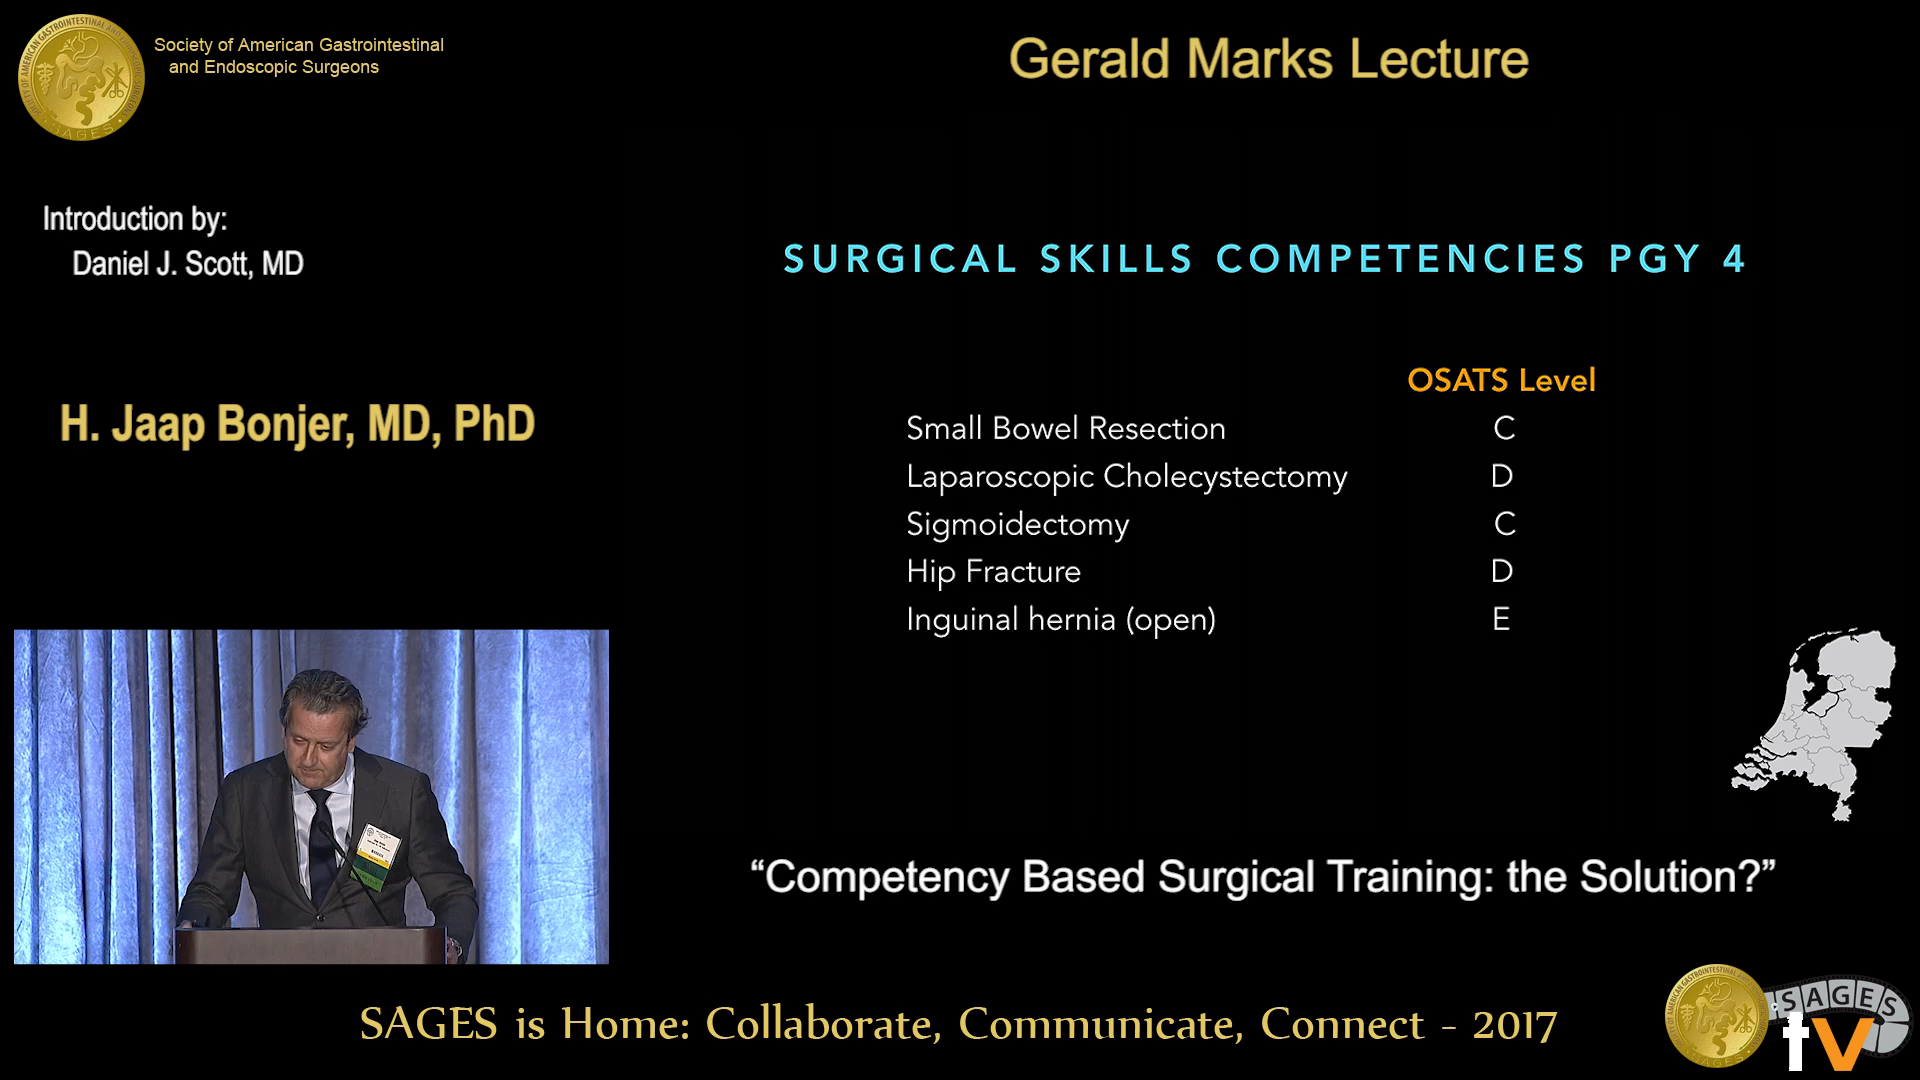 Society of American Gastrointestinal
and Endoscopic Surgeons
Gerald Marks Lecture
Introduction by:
Daniel J. Scott, MD
H. Jaap Bonjer, MD, PhD
SURGICAL SKILLS COMPETENCIES PGY 4
OSATS Level
Small Bowel Resection C
Laparoscopic Cholecystectomy D
Sigmoidectomy C
Hip Fracture D
Inguinal hernia (open) E
“Competency Based Surgical Training: the Solution?”
SAGES is Home: Collaborate, Communicate, Connect - 2017
SAGES
tv